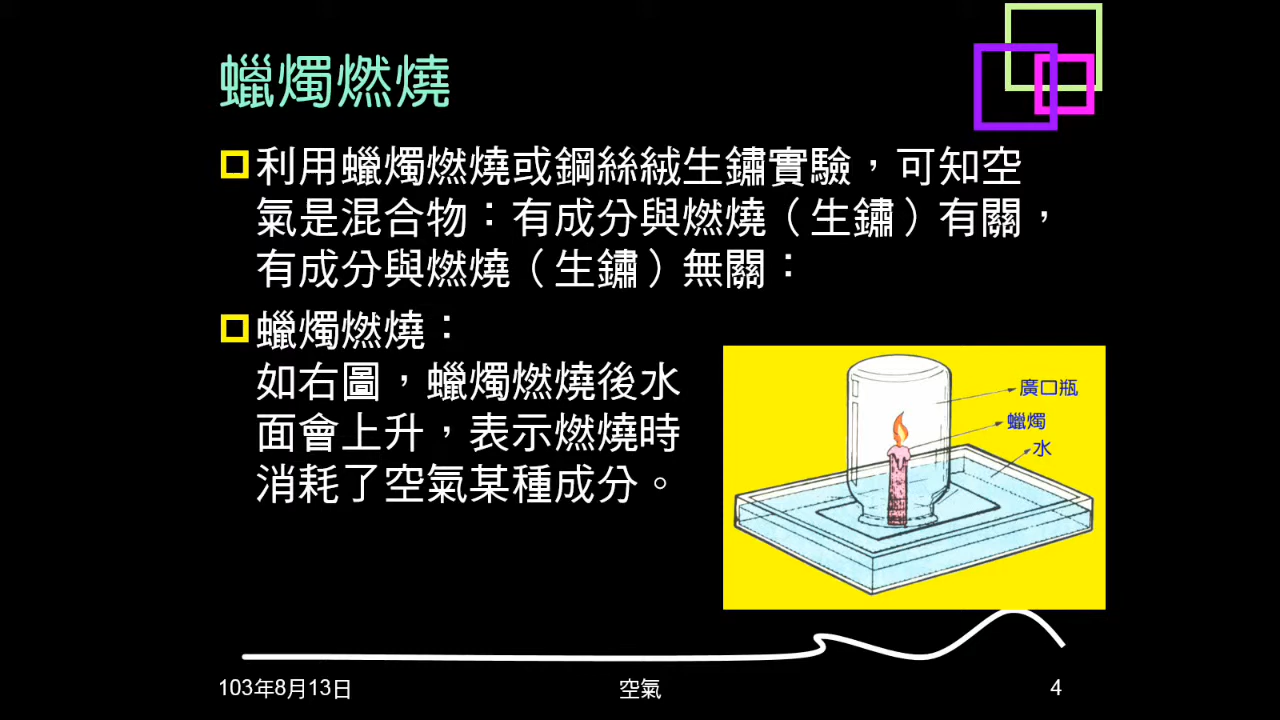 蠟燭燃燒
利用蠟燭燃燒或鋼絲絨生鏽實驗，可知空
氣是混合物：有成分與燃燒（生鏽）有關，
有成分與燃燒（生鏽）無關：
蠟燭燃燒：
如右圖，蠟燭燃燒後水
面會上升，表示燃燒時
消耗了空氣某種成分。
廣口瓶
蠟燭
水
103年8月13日
空氣
4